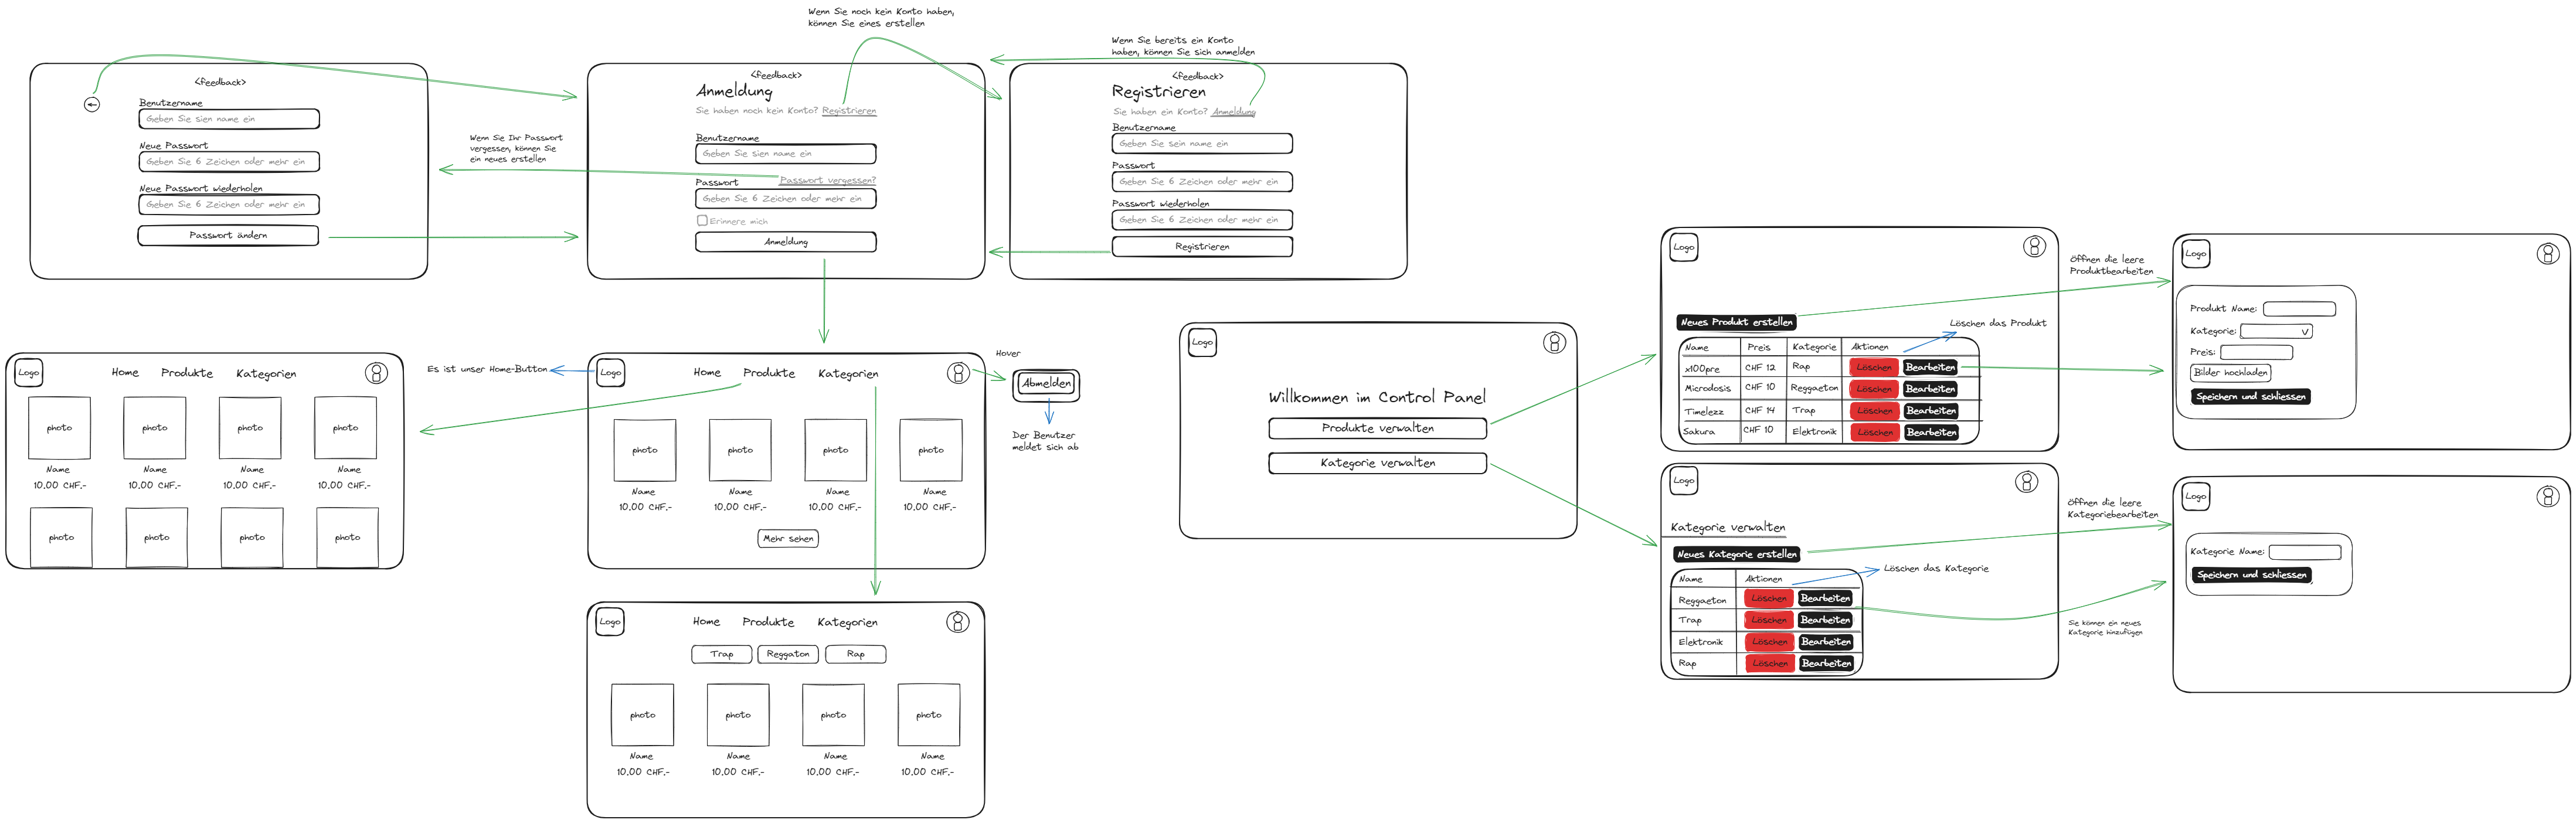 Wenn Sie noch kein Konto haben,
können Sie eines erstellen
Wenn Sie bereits ein Konto
haben, können Sie sich anmelden
<feedback>
Benutzername
Geben Sie sien name ein
Neue Passwort
Geben Sie 6 Zeichen oder mehr ein
Neue Passwort wiederholen
Geben Sie 6 Zeichen oder mehr ein
Passwort ändern
Wenn Sie Ihr Passwort
vergessen, können Sie
ein neues erstellen
<feedback>
Anmeldung
Sie haben noch kein Konto? Registrieren
Benutzername
Geben Sie sien name ein
Passwort
Passwort vergessen?
Geben Sie 6 Zeichen oder mehr ein
Erinnere mich
Anmeldung
<feedback>
Registrieren
Sie haben ein Konto? Anmeldung
Benutzername
Geben Sie sein name ein
Passwort
Geben Sie 6 Zeichen oder mehr ein
Passwort wiederholen
Geben Sie 6 Zeichen oder mehr ein
Registrieren
Logo
Home Produkte Kategorien
photo photo photo photo
Name Name Name Name
10.00 CHF.- 10.00 CHF.- 10.00 CHF.- 10.00 CHF.-
photo photo photo photo
Es ist unser Home-Button
Logo
Home Produkte Kategorien
photo photo photo photo
Name Name Name Name
10.00 CHF.- 10.00 CHF.- 10.00 CHF.- 10.00 CHF.-
Mehr sehen
Hover
Abmelden
Der Benutzer
meldet sich ab
Logo
Home Produkte Kategorien
Trap Reggaton Rap
photo photo photo photo
Name Name Name Name
10.00 CHF.- 10.00 CHF.- 10.00 CHF.- 10.00 CHF.-
Logo
Willkommen im Control Panel
Produkte verwalten
Kategorie verwalten
Logo
Neues Produkt erstellen
Löschen das Produkt
Name Preis Kategorie Aktionen
x100pre CHF 12 Rap Löschen Bearbeiten
Microdosis CHF 10 Reggaeton Löschen Bearbeiten
Timelezz CHF 14 Trap Löschen Bearbeiten
Sakura CHF 10 Elektronik Löschen Bearbeiten
Öffnen die leere
Produktbearbeiten
Logo
Produkt Name:
Kategorie:
Preis:
Bilder hochladen
Speichern und schliessen
Logo
Kategorie verwalten
Neues Kategorie erstellen
Löschen das Kategorie
Name Aktionen
Reggaeton Löschen Bearbeiten
Trap Löschen Bearbeiten
Elektronik Löschen Bearbeiten
Rap Löschen Bearbeiten
Öffnen die leere
Kategoriebearbeiten
Sie können ein neues
Kategorie hinzufügen
Logo
Kategorie Name:
Speichern und schliessen